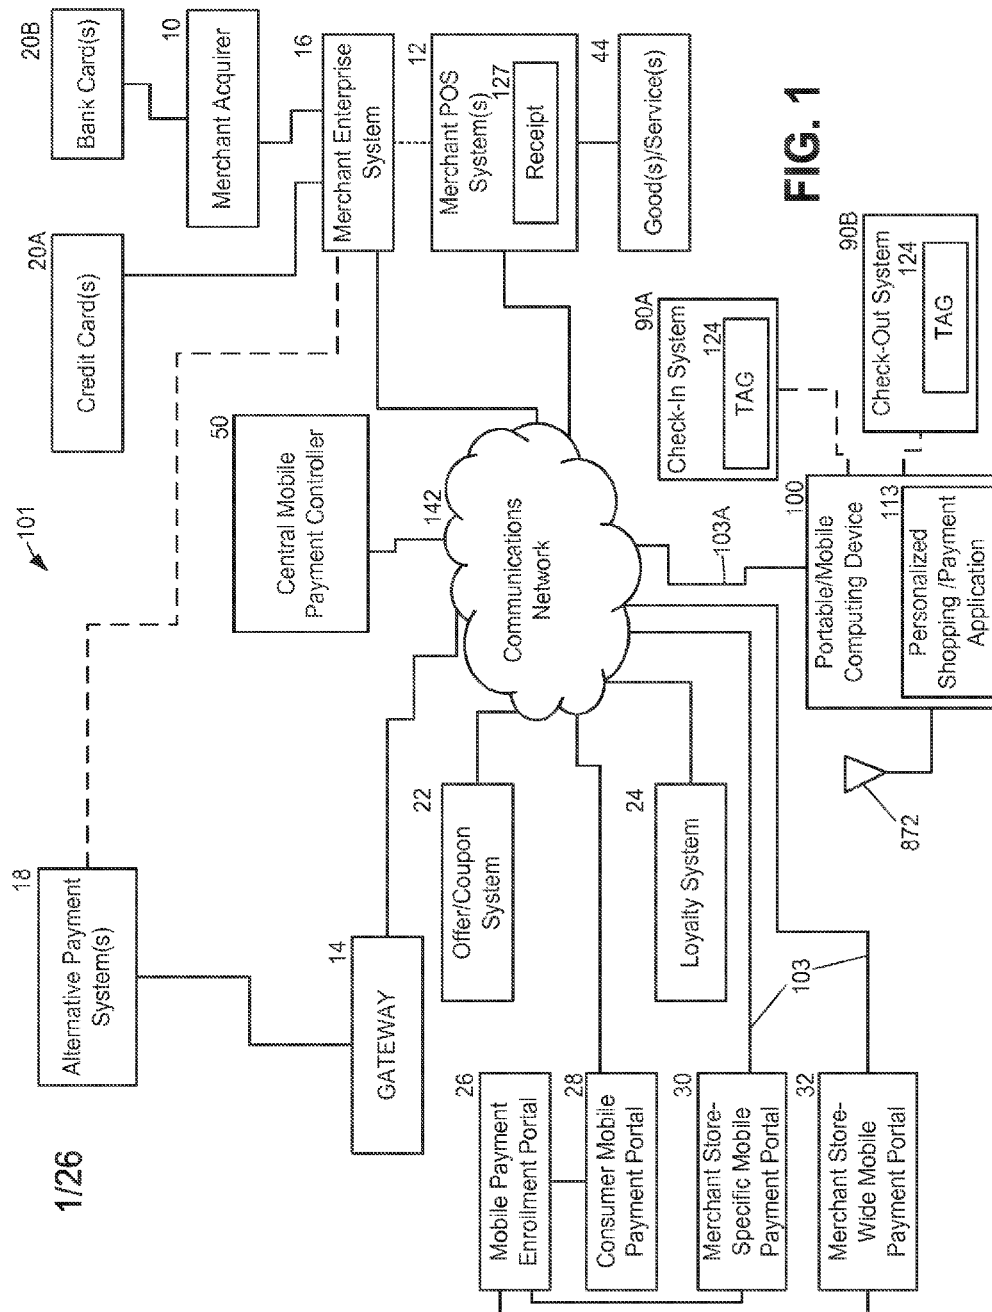 1/26
101
18
Alternative Payment
System(s)
20A
Credit Card(s)
20B
Bank Card(s)
10
Merchant Acquirer
16
Merchant Enterprise
System
12
Merchant POS
System(s)
127
Receipt
44
Good(s)/Service(s)
50
Central Mobile
Payment Controller
14
GATEWAY
142
Communications
Network
22
Offer/Coupon
System
24
Loyalty System
26
Mobile Payment
Enrollment Portal
28
Consumer Mobile
Payment Portal
30
Merchant Store-
Specific Mobile
Payment Portal
32
Merchant Store-
Wide Mobile
Payment Portal
103
103A
90A
Check-In System
124
TAG
90B
Check-Out System
124
TAG
100
Portable/Mobile
Computing Device
113
Personalized
Shopping /Payment
Application
872
FIG. 1